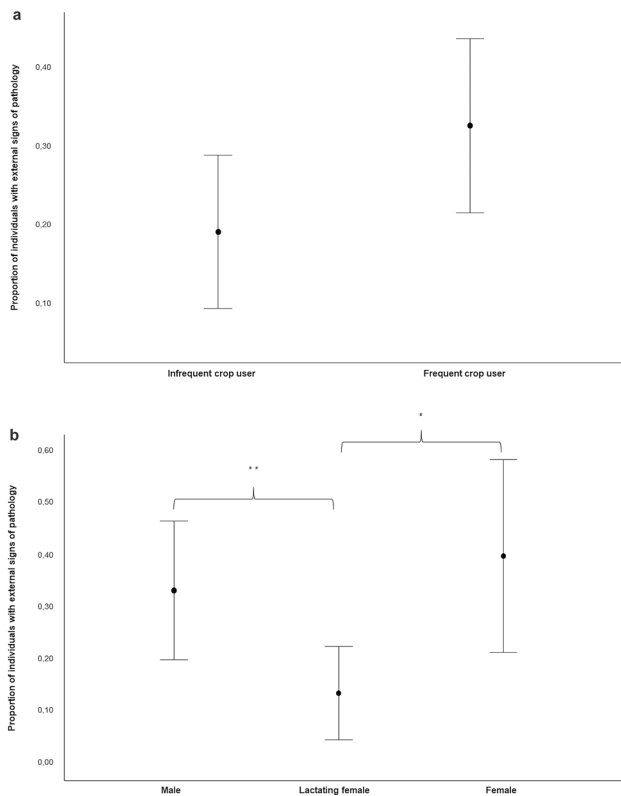 a
Proportion of individuals with external signs of pathology
0,40
0,30
0,20
0,10
Infrequent crop user
Frequent crop user
b
Proportion of individuals with external signs of pathology
*
**
0,60
0,50
0,40
0,30
0,20
0,10
0,00
Male
Lactating female
Female